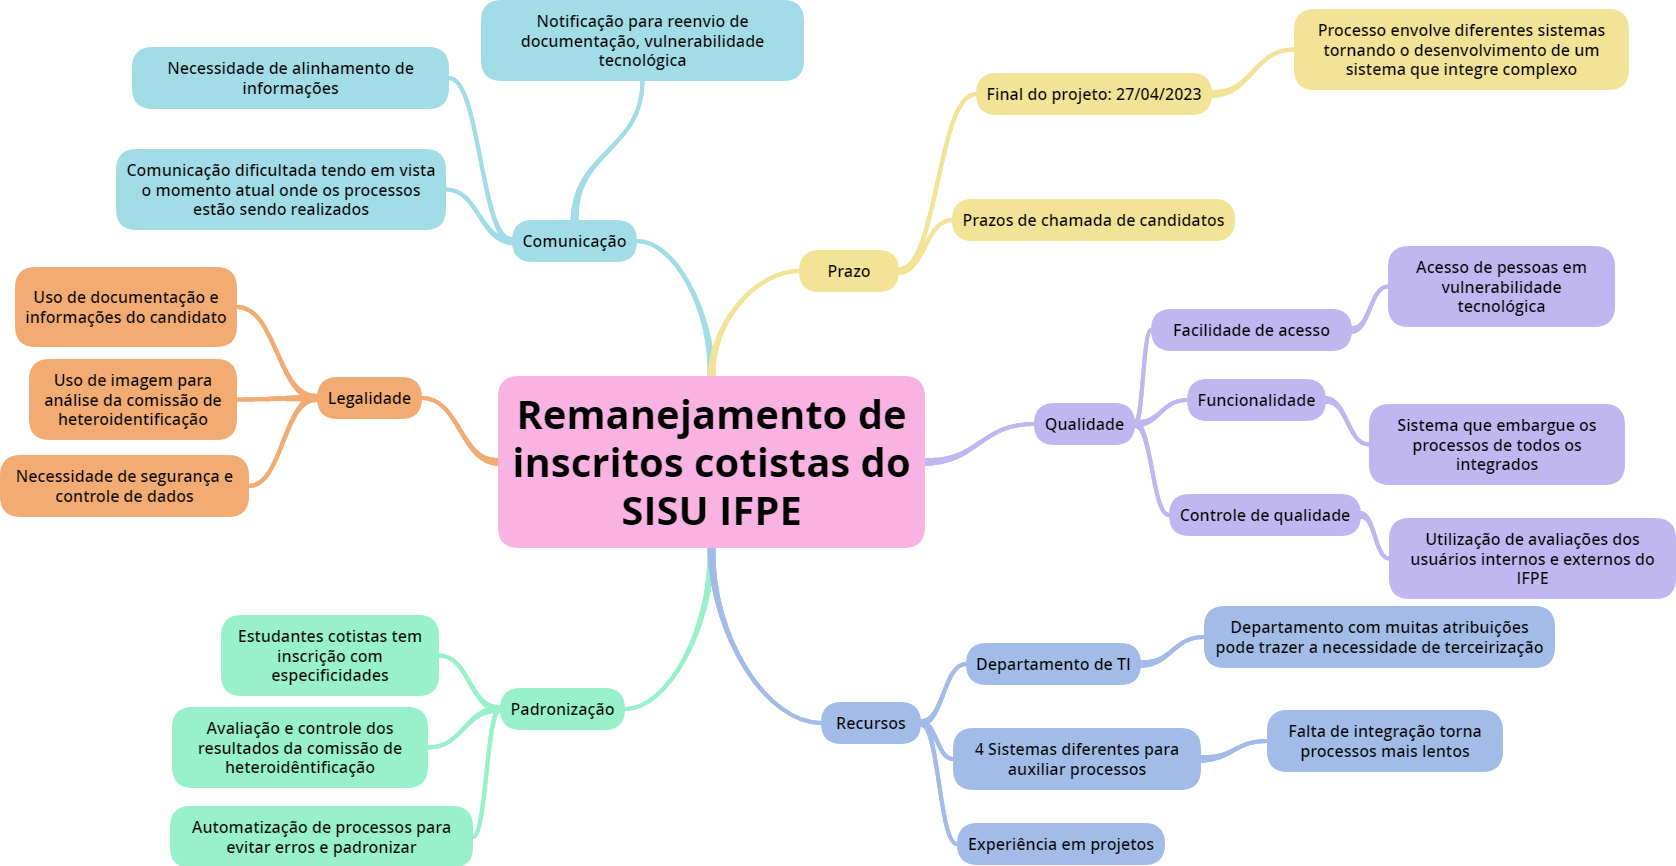 Notificação para reenvio de
documentação, vulnerabilidade
tecnológica
Necessidade de alinhamento de
informações
Comunicação dificultada tendo em vista
o momento atual onde os processos
estão sendo realizados
Comunicação
Processo envolve diferentes sistemas
tornando o desenvolvimento de um
sistema que integre complexo
Final do projeto: 27/04/2023
Prazos de chamada de candidatos
Prazo
Uso de documentação e
informações do candidato
Uso de imagem para
análise da comissão de
heteroidentificação
Necessidade de segurança e
controle de dados
Legalidade
Remanejamento de
inscritos cotistas do
SISU IFPE
Qualidade
Facilidade de acesso
Acesso de pessoas em
vulnerabilidade
tecnológica
Funcionalidade
Sistema que embargue os
processos de todos os
integrados
Controle de qualidade
Utilização de avaliações dos
usuários internos e externos do
IFPE
Estudantes cotistas tem
inscrição com
especificidades
Avaliação e controle dos
resultados da comissão de
heteroidêntificação
Automatização de processos para
evitar erros e padronizar
Padronização
Recursos
Departamento de TI
Departamento com muitas atribuições
pode trazer a necessidade de terceirização
4 Sistemas diferentes para
auxiliar processos
Falta de integração torna
processos mais lentos
Experiência em projetos